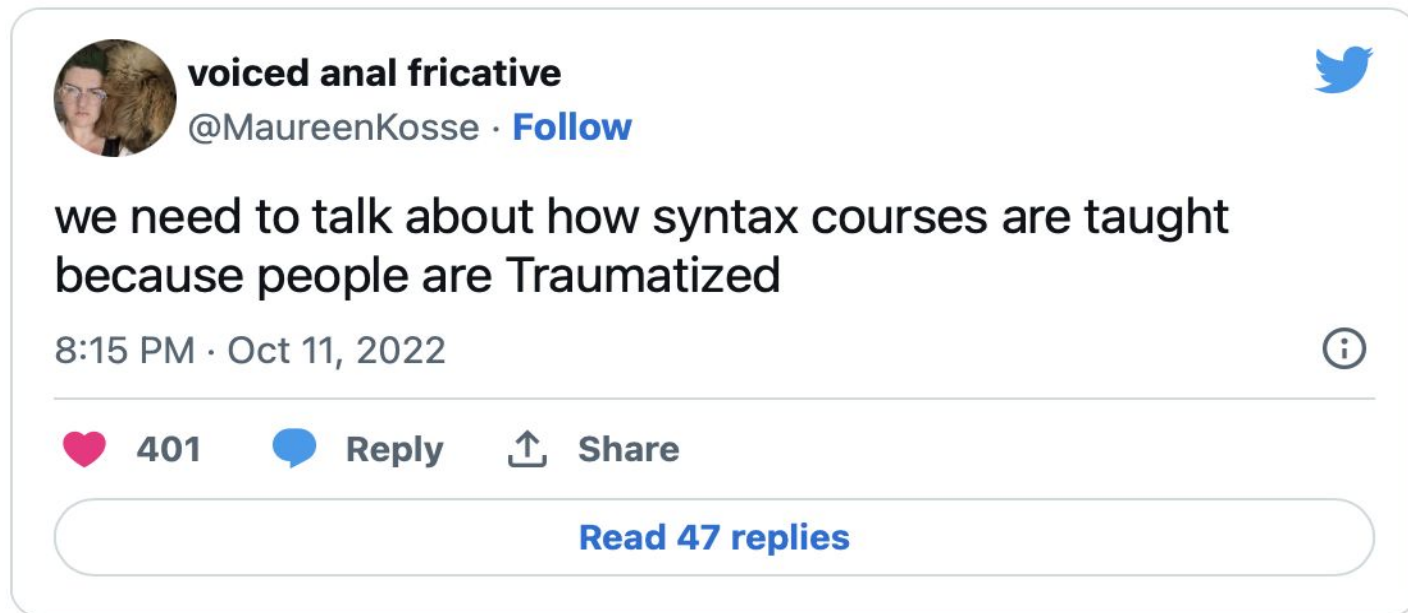 voiced anal fricative
@MaureenKosse · Follow
we need to talk about how syntax courses are taught
because people are Traumatized
8:15 PM · Oct 11, 2022
401 Reply Share
Read 47 replies